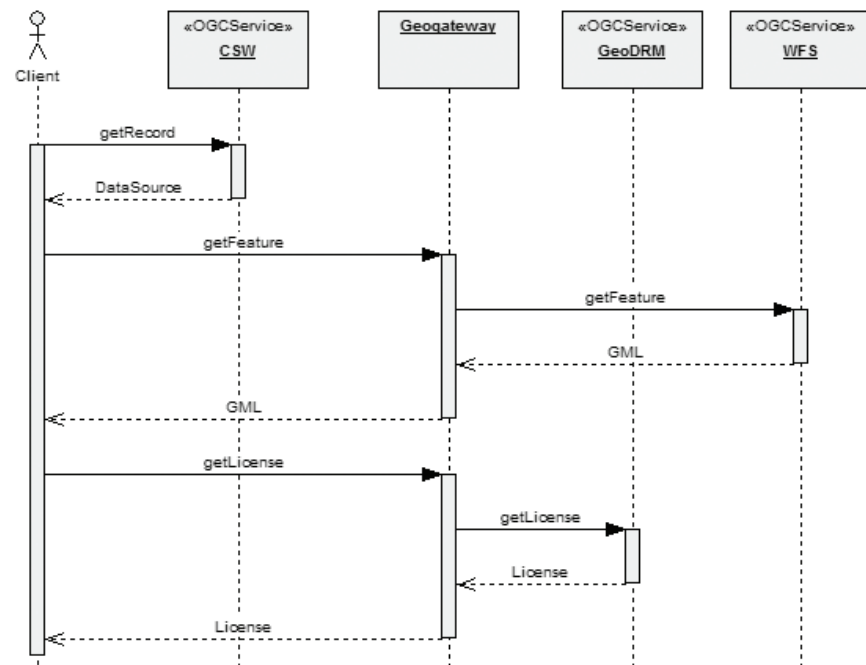 Client
«OGCService»
CSW
Geogateway
«OGCService»
GeoDRM
«OGCService»
WFS
getRecord
DataSource
getFeature
getFeature
GML
GML
getLicense
getLicense
License
License